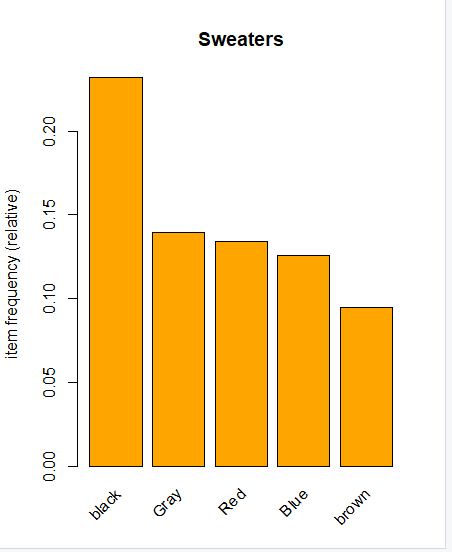 Sweaters
item frequency (relative)
0.20
0.15
0.10
0.05
0.00
black
Gray
Red
Blue
brown